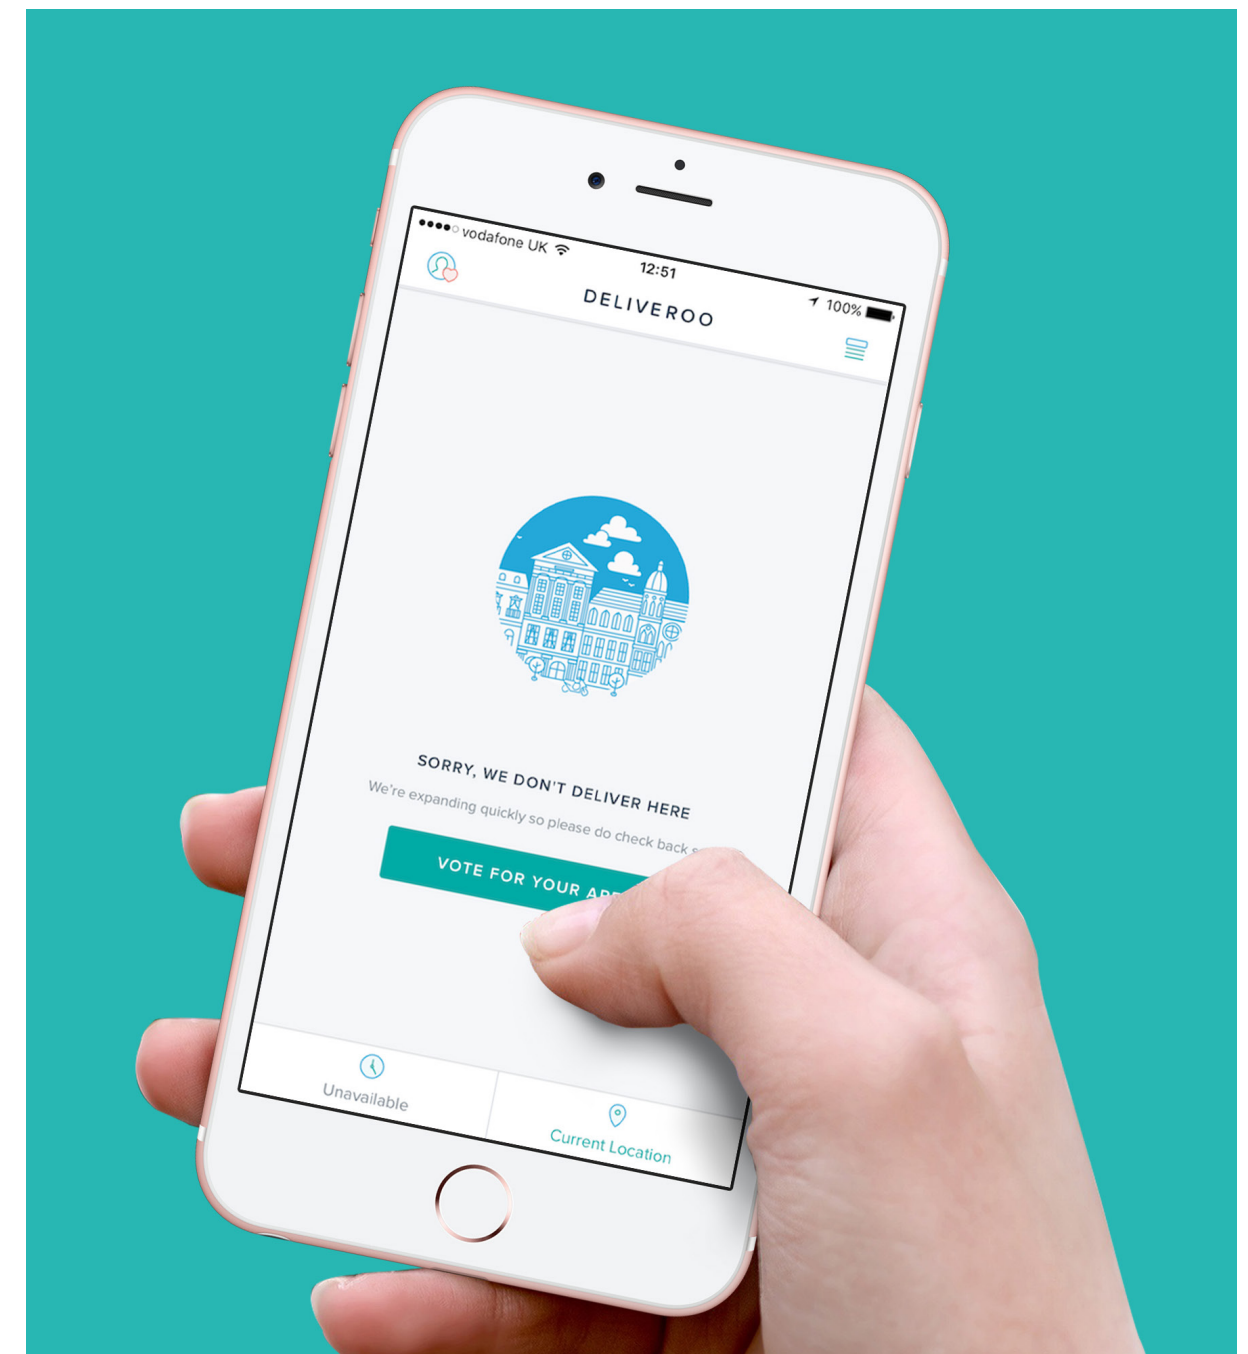 vodafone UK
12:51
100%
DELIVEROO
SORRY, WE DON'T DELIVER HERE
We're expanding quickly so please do check back
VOTE FOR YOUR
Unavailable
Current Location